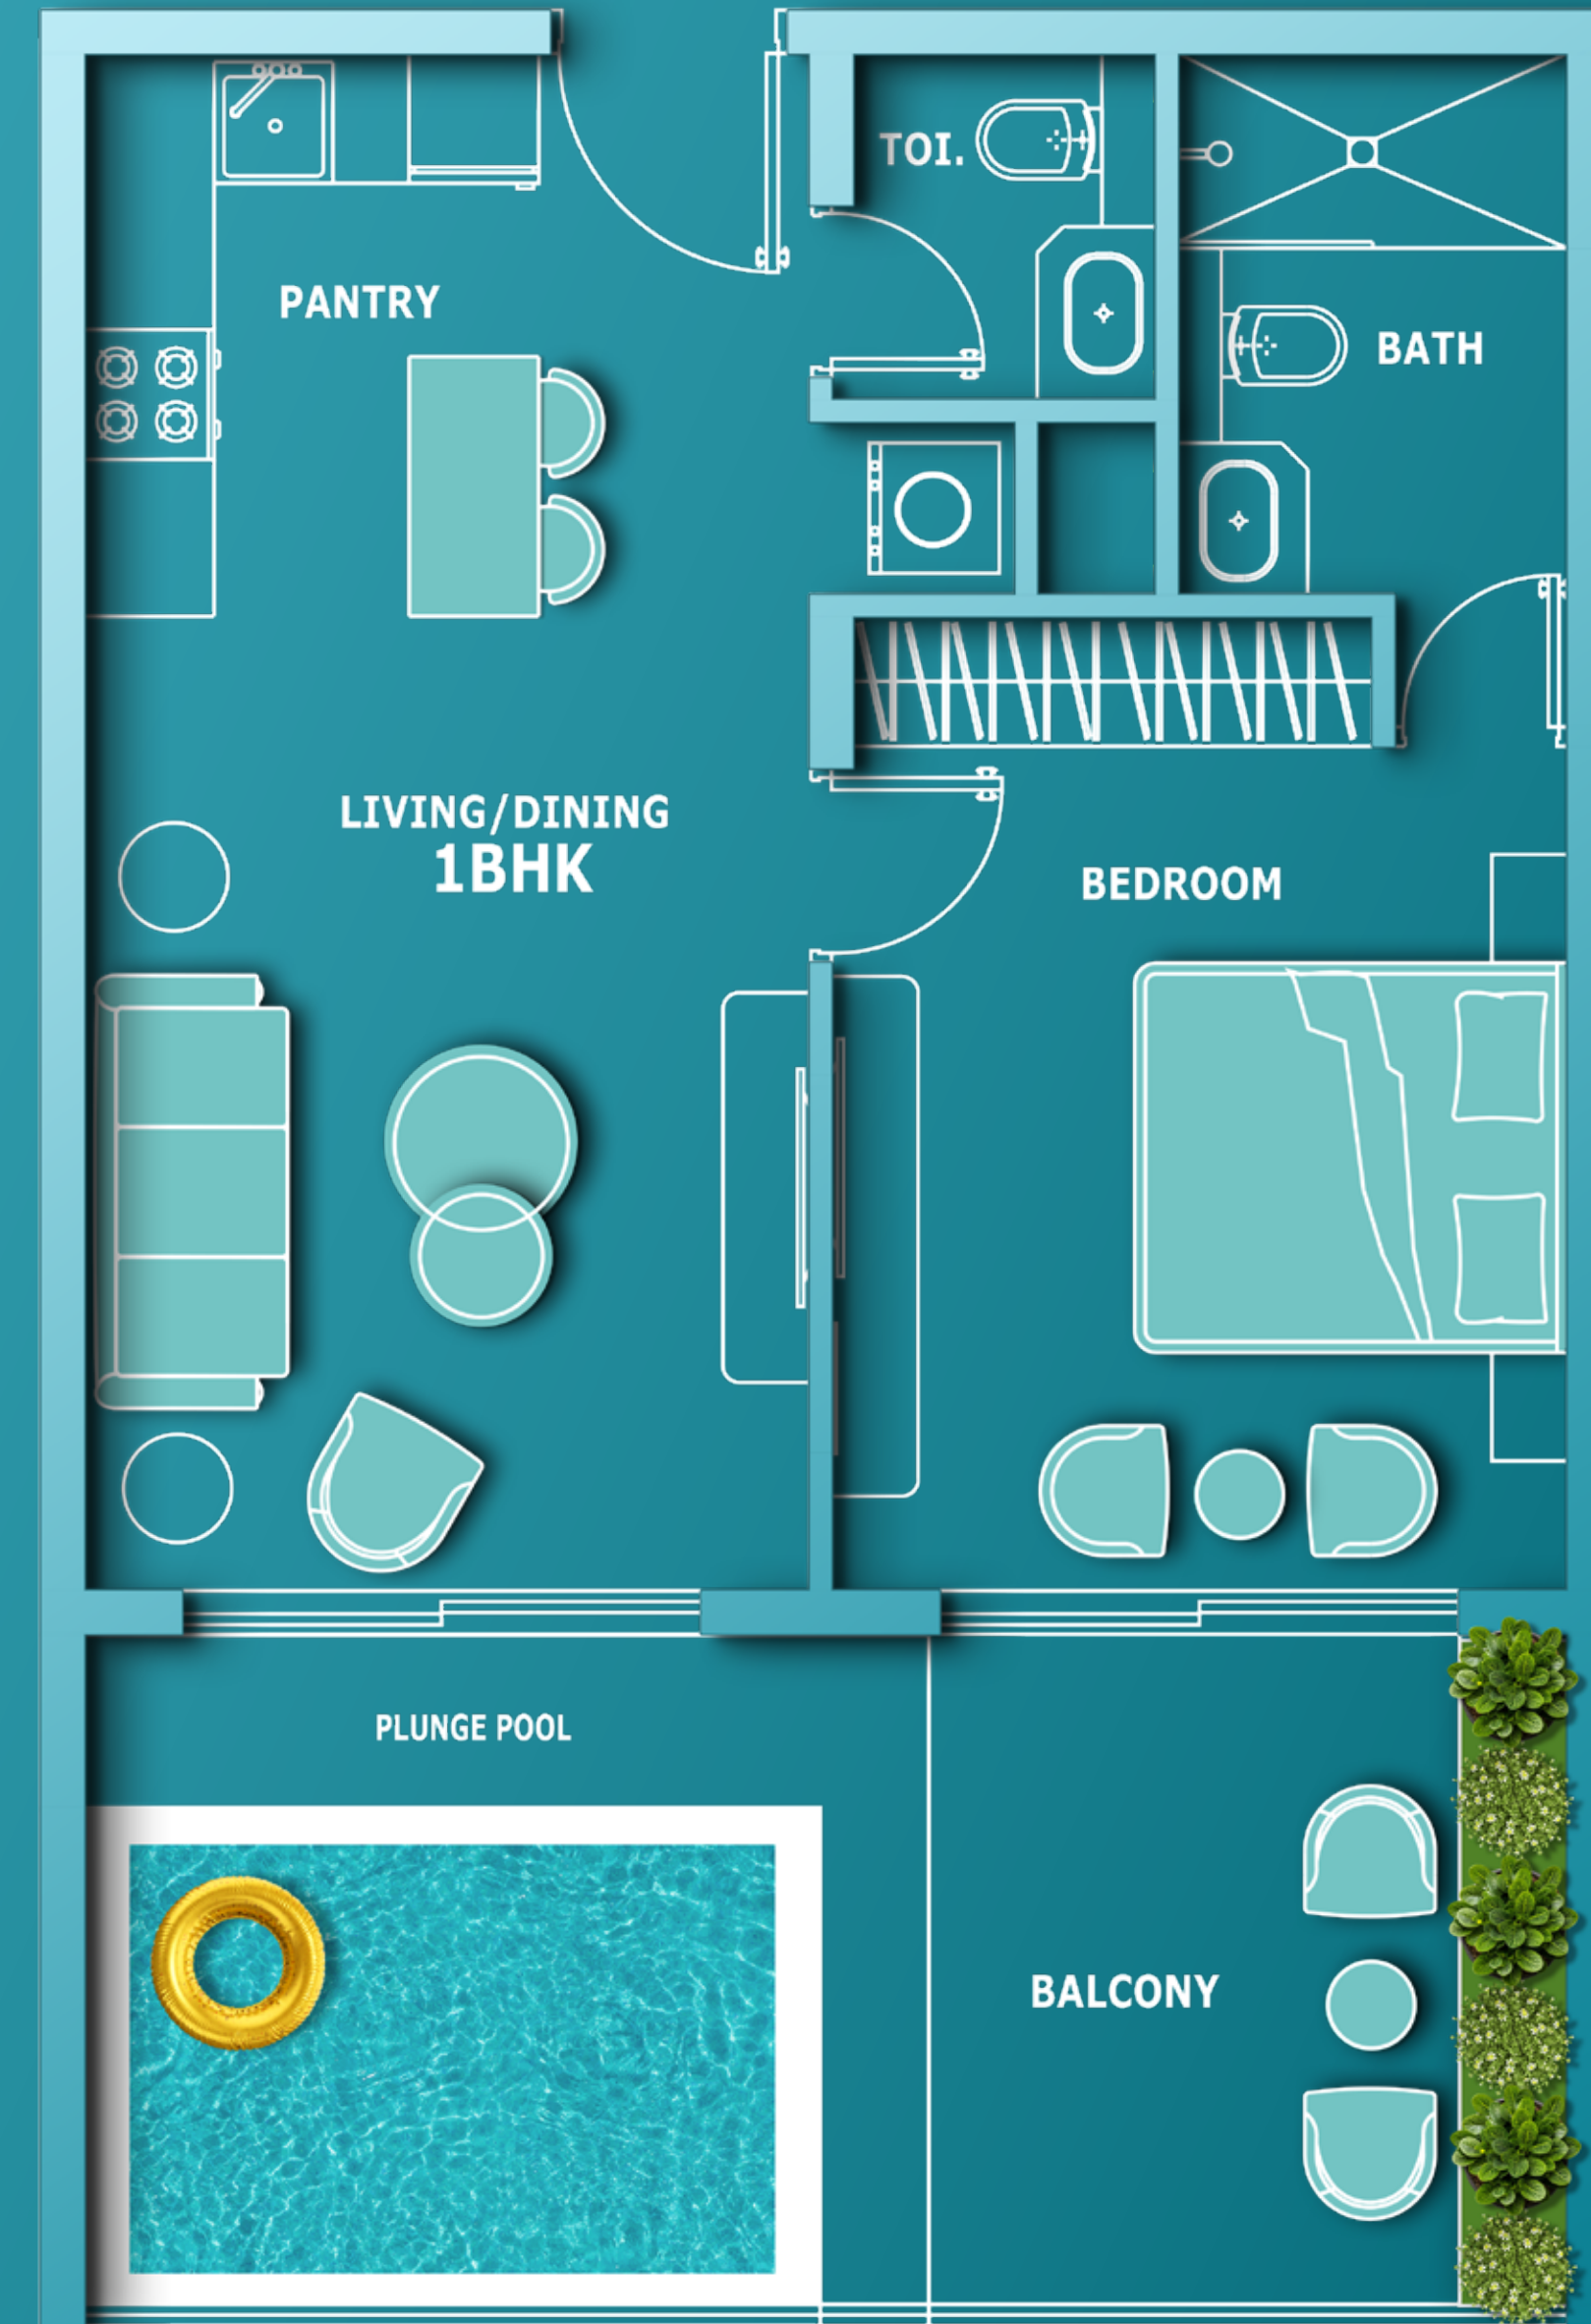 TOI.
PANTRY
BATH
LIVING/DINING
1BHK
BEDROOM
PLUNGE POOL
BALCONY